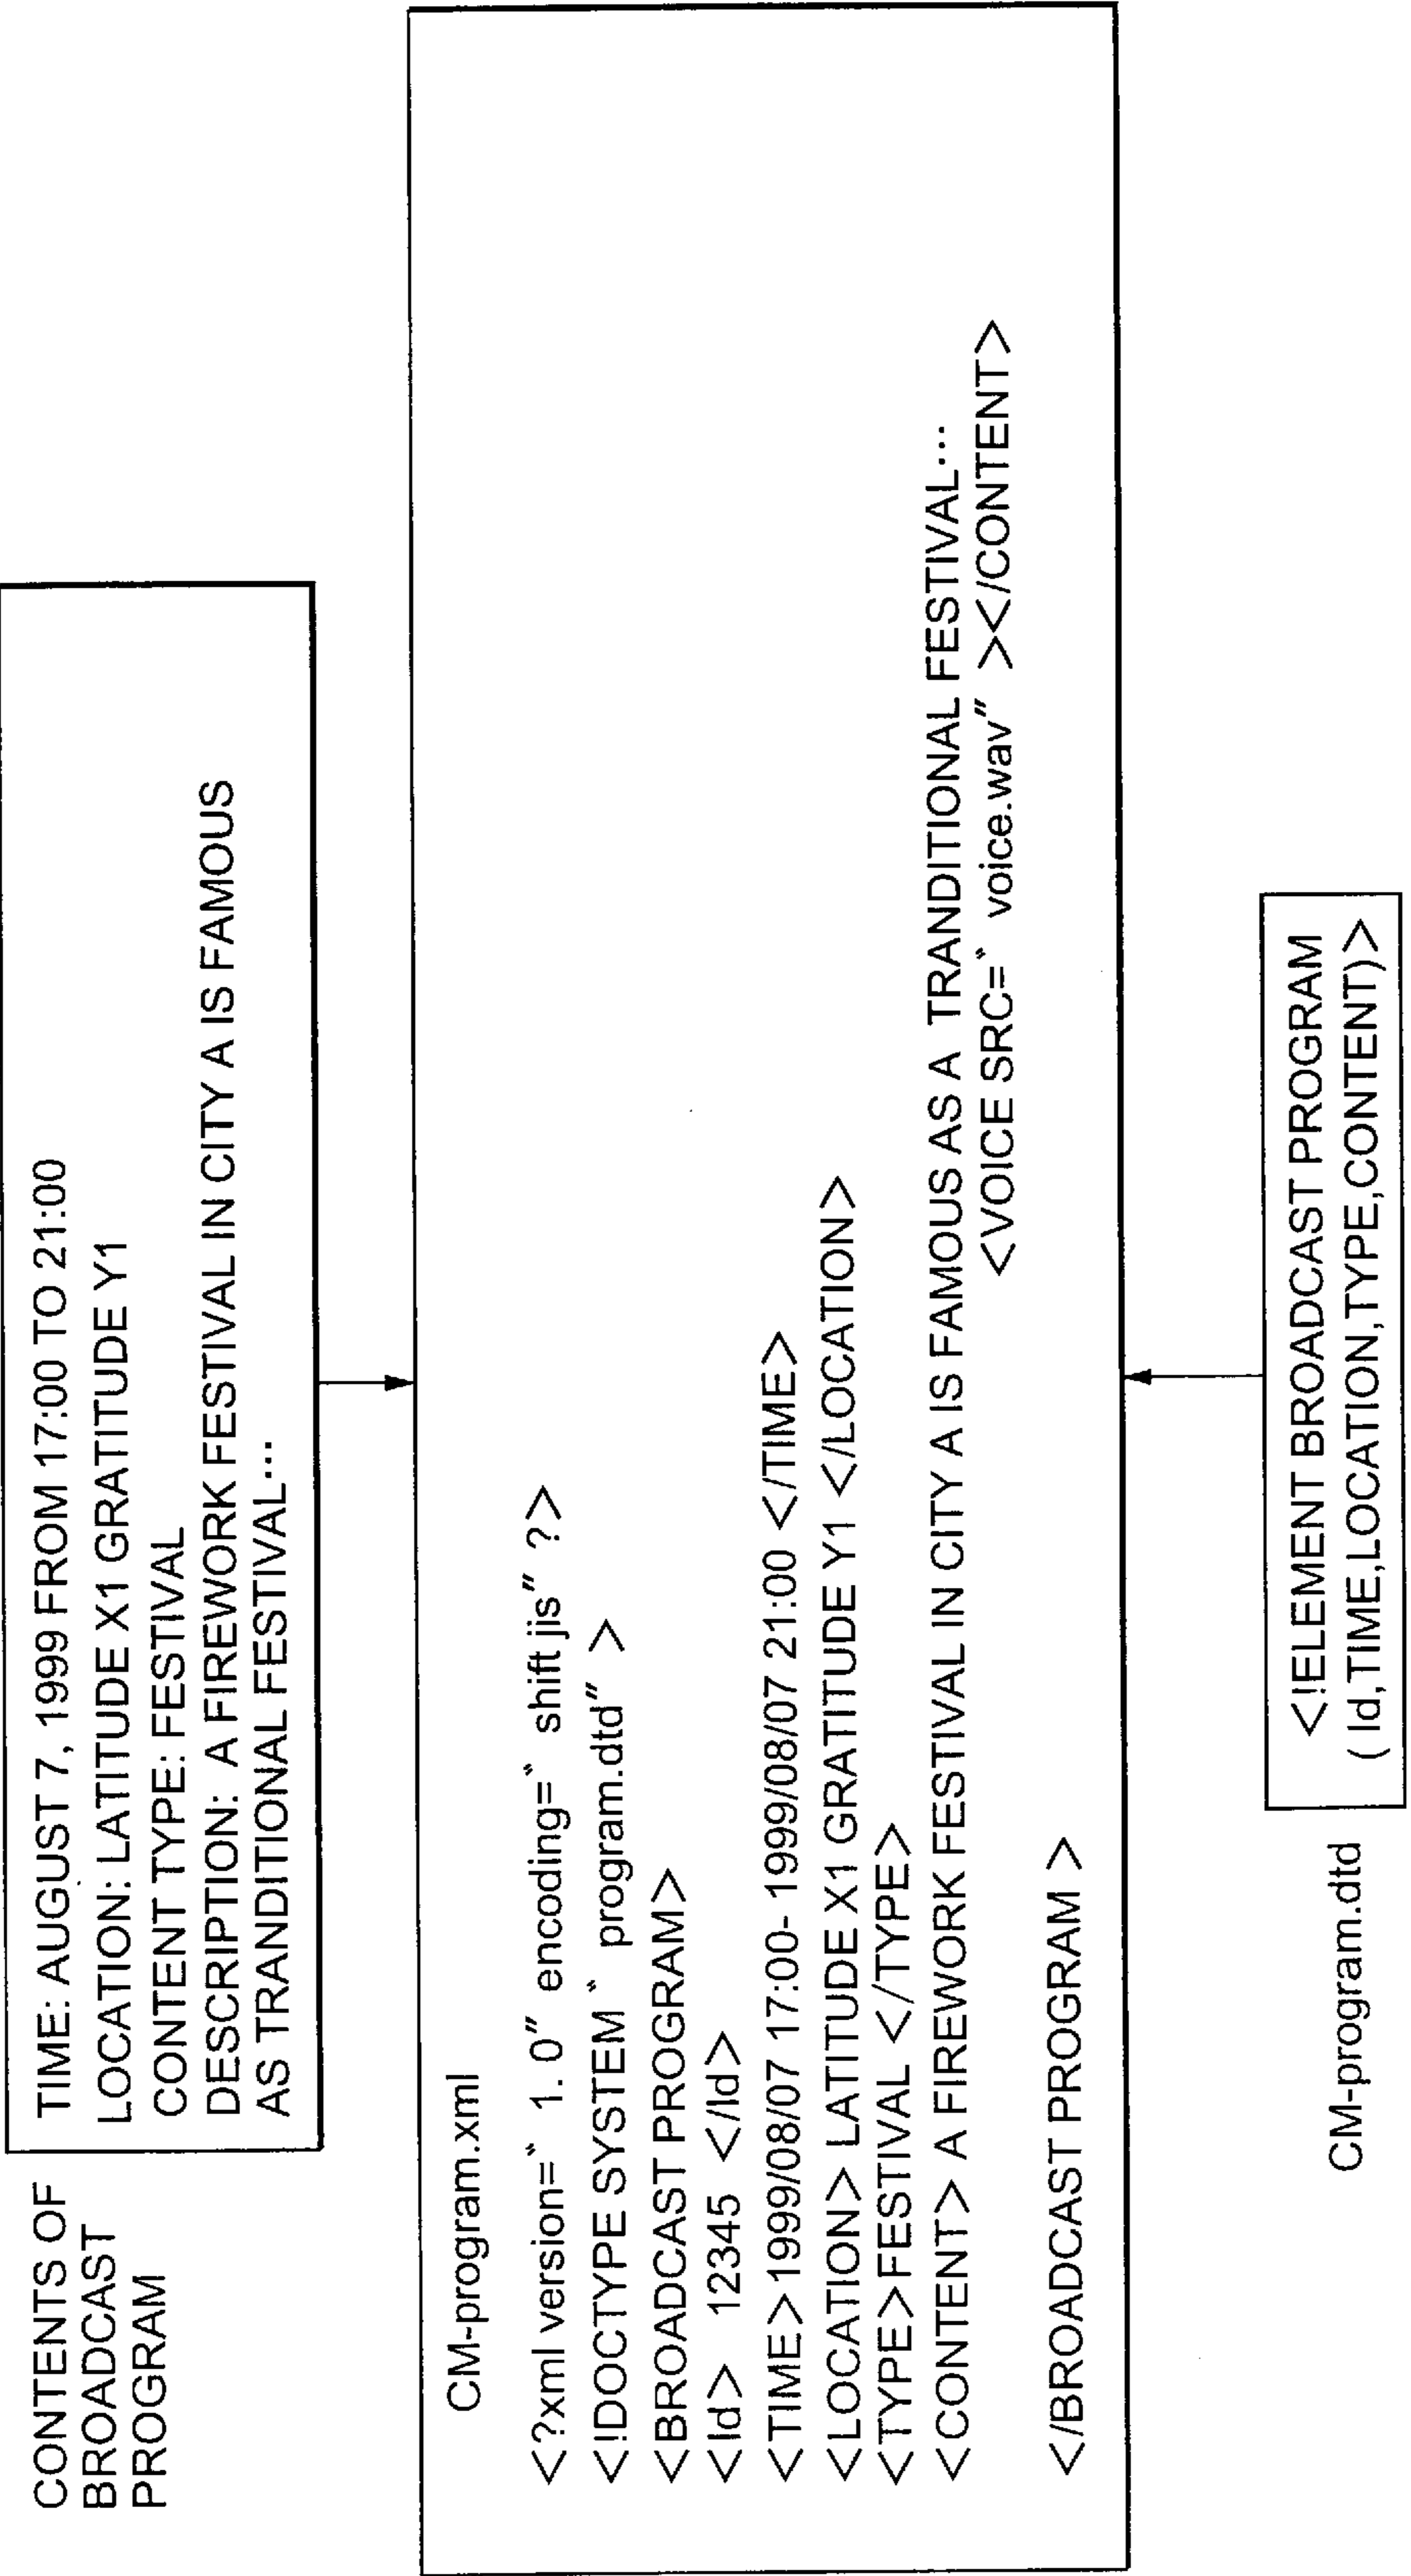 CONTENTS OF
BROADCAST
PROGRAM
TIME: AUGUST 7, 1999 FROM 17:00 TO 21:00
LOCATION: LATITUDE X1 GRATITUDE Y1
CONTENT TYPE: FESTIVAL
DESCRIPTION: A FIREWORK FESTIVAL IN CITY A IS FAMOUS
AS TRANDITIONAL FESTIVAL···
CM-program.xml
<?xml version=‶ 1. 0″ encoding=‶ shift jis″ ?>
<!DOCTYPE SYSTEM ‶ program.dtd″ >
<BROADCAST PROGRAM>
<Id> 12345 </Id>
<TIME>1999/08/07 17:00- 1999/08/07 21:00 </TIME>
<LOCATION> LATITUDE X1 GRATITUDE Y1 </LOCATION>
<TYPE>FESTIVAL </TYPE>
<CONTENT> A FIREWORK FESTIVAL IN CITY A IS FAMOUS AS A TRANDITIONAL FESTIVAL···
<VOICE SRC=‶ voice.wav″ ></CONTENT>
</BROADCAST PROGRAM >
<!ELEMENT BROADCAST PROGRAM
( Id,TIME,LOCATION,TYPE,CONTENT)>
CM-program.dtd